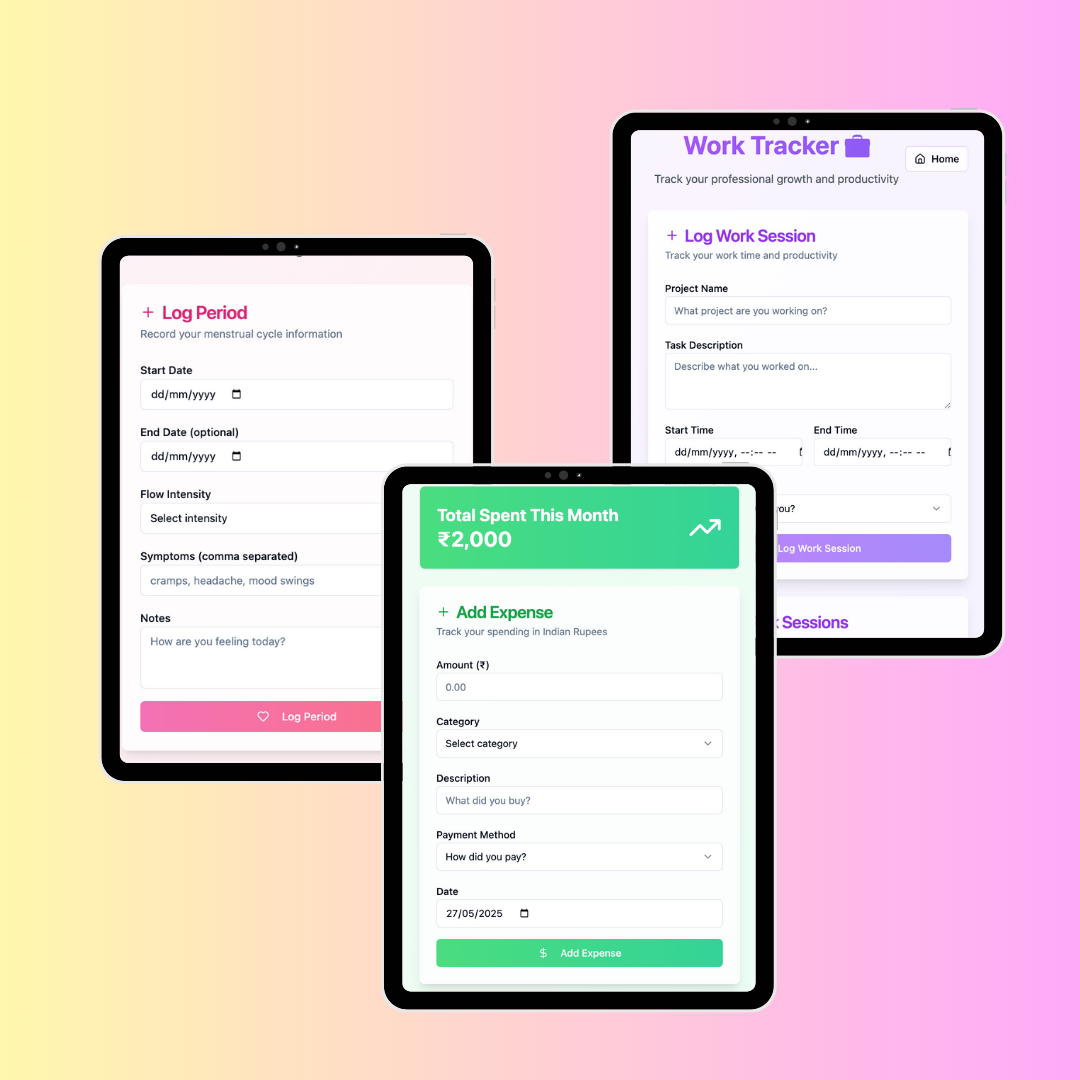 Log Period
Record your menstrual cycle information
Start Date
dd/mm/yyyy
End Date (optional)
dd/mm/yyyy
Flow Intensity
Select intensity
Symptoms (comma separated)
cramps, headache, mood swings
Notes
How are you feeling today?
Log Period
Work Tracker
Home
Track your professional growth and productivity
Log Work Session
Track your work time and productivity
Project Name
What project are you working on?
Task Description
Describe what you worked on...
Start Time End Time
dd/mm/yyyy, --:-- -- dd/mm/yyyy, --:-- --
you?
Log Work Session
Sessions
Total Spent This Month
₹2,000
Add Expense
Track your spending in Indian Rupees
Amount (₹)
0.00
Category
Select category
Description
What did you buy?
Payment Method
How did you pay?
Date
27/05/2025
$ Add Expense